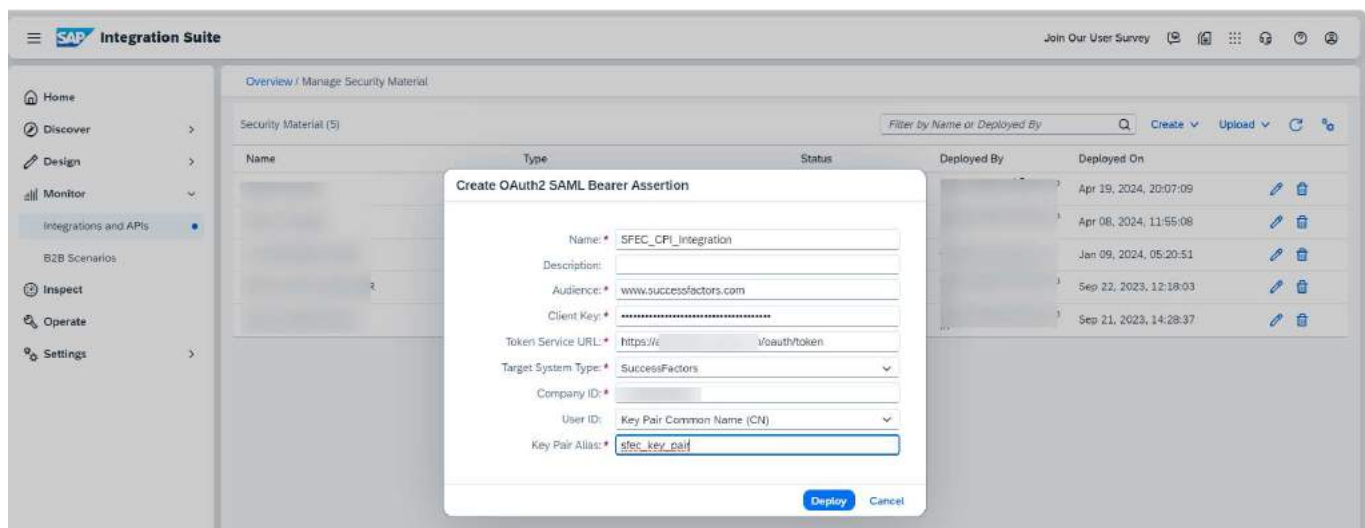 SAP Integration Suite
Join Our User Survey
Home
Discover
Design
Monitor
Integrations and APIs
B2B Scenarios
Inspect
Operate
Settings
Overview / Manage Security Material
Security Material (5)
Filter by Name or Deployed By
Create
Upload
Name Type Status Deployed By Deployed On
Apr 19, 2024, 20:07:09
Apr 08, 2024, 11:55:08
Jan 09, 2024, 05:20:51
R Sep 22, 2023, 12:18:03
Sep 21, 2023, 14:28:37
Create OAuth2 SAML Bearer Assertion
Name: * SFEC_CPI_Integration
Description:
Audience: * www.successfactors.com
Client Key: * 
Token Service URL: * https:// /oauth/token
Target System Type: * SuccessFactors
Company ID: *
User ID: Key Pair Common Name (CN)
Key Pair Alias: * sfec_key_pair
Deploy Cancel